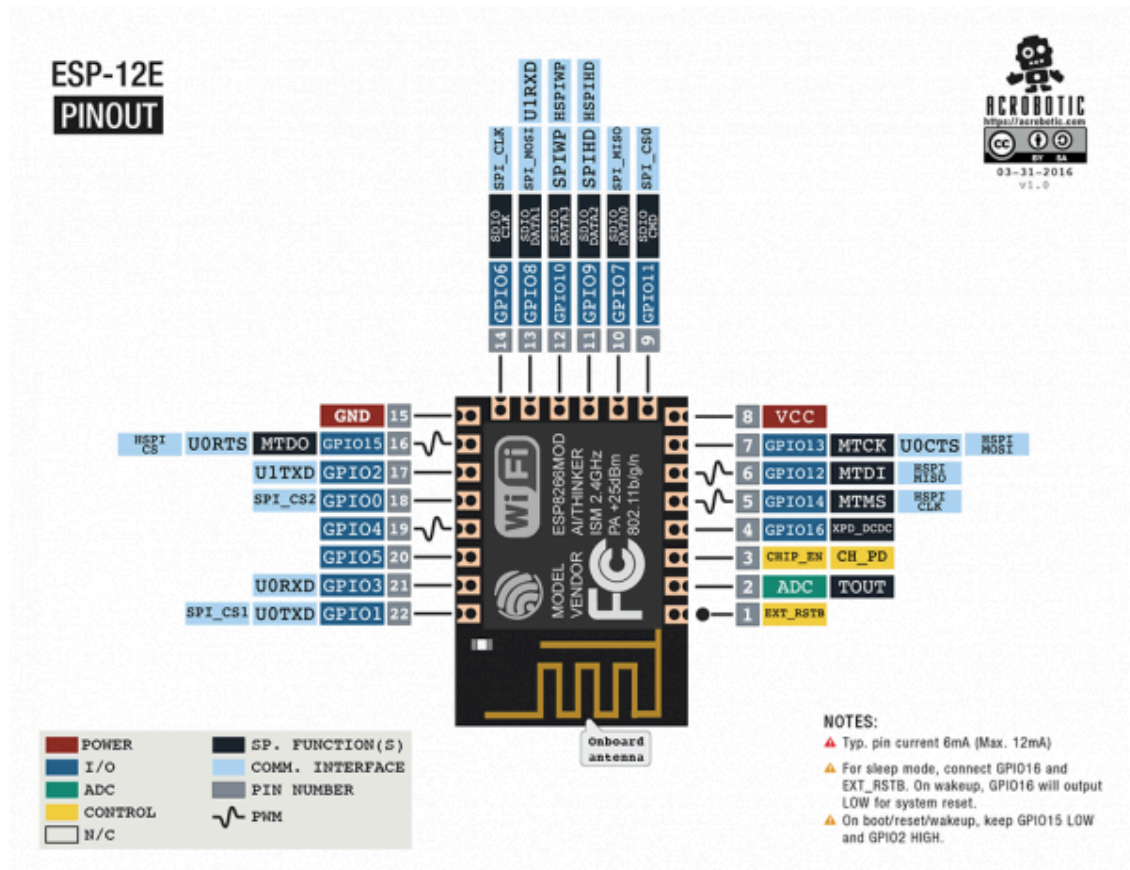 ESP-12E
PINOUT
ACROBOTIC
https://acrobotic.com
cc
BY SA
03-31-2016
v1.0
14 GPIO6 SDIO CLK SPI_CLK
13 GPIO8 SDIO DATA1 SPI_MOSI U1RXD
12 GPIO10 SDIO DATA3 SPIWP HSPIWP
11 GPIO9 SDIO DATA2 SPIHD HSPIHD
10 GPIO7 SDIO DATA0 SPI_MISO
9 GPIO11 SDIO CMD SPI_CS0
GND 15
HSPI CS U0RTS MTDO GPIO15 16
U1TXD GPIO2 17
SPI_CS2 GPIO0 18
GPIO4 19
GPIO5 20
U0RXD GPIO3 21
SPI_CS1 U0TXD GPIO1 22
8 VCC
7 GPIO13 MTCK U0CTS HSPI MOSI
6 GPIO12 MTDI HSPI MISO
5 GPIO14 MTMS HSPI CLK
4 GPIO16 XPD_DCDC
3 CHIP_EN CH_PD
2 ADC TOUT
1 EXT_RSTB
WiFi
MODEL ESP8266MOD
VENDOR AI/THINKER
ISM 2.4GHz
PA +25dBm
802.11b/g/n
FC
Onboard
antenna
POWER
I/O
ADC
CONTROL
N/C
SP. FUNCTION(S)
COMM. INTERFACE
PIN NUMBER
PWM
NOTES:
Typ. pin current 6mA (Max. 12mA)
For sleep mode, connect GPIO16 and
EXT_RSTB. On wakeup, GPIO16 will output
LOW for system reset.
On boot/reset/wakeup, keep GPIO15 LOW
and GPIO2 HIGH.